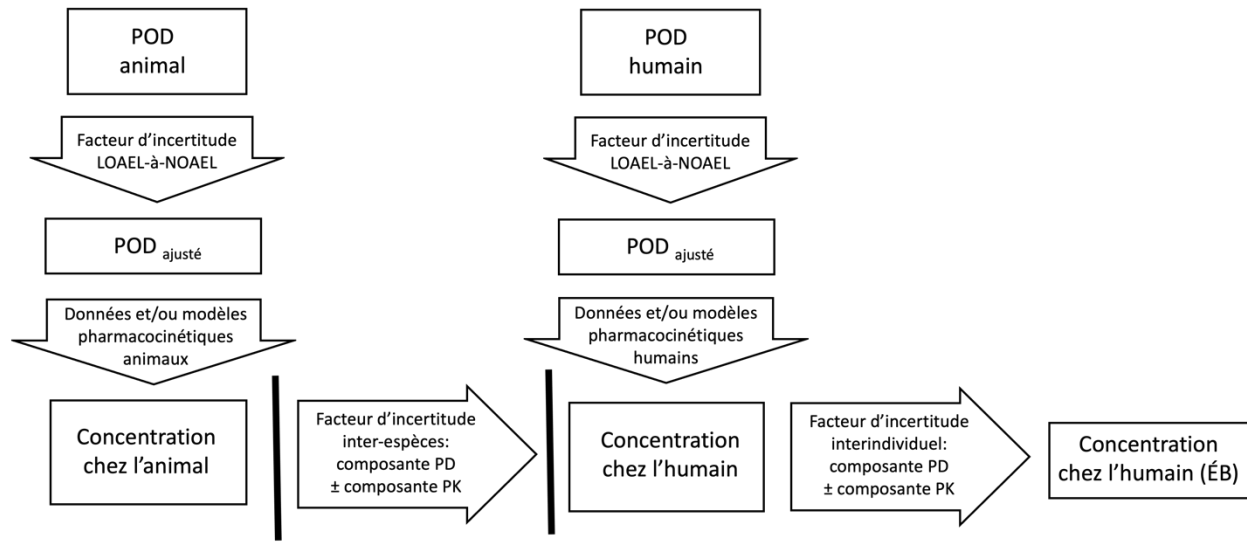 POD
animal
Facteur d’incertitude
LOAEL-à-NOAEL
POD ajusté
Données et/ou modèles
pharmacocinétiques
animaux
Concentration
chez l’animal
Facteur d’incertitude
inter-espèces:
composante PD
± composante PK
POD
humain
Facteur d’incertitude
LOAEL-à-NOAEL
POD ajusté
Données et/ou modèles
pharmacocinétiques
humains
Concentration
chez l’humain
Facteur d’incertitude
interindividuel:
composante PD
± composante PK
Concentration
chez l’humain (ÉB)